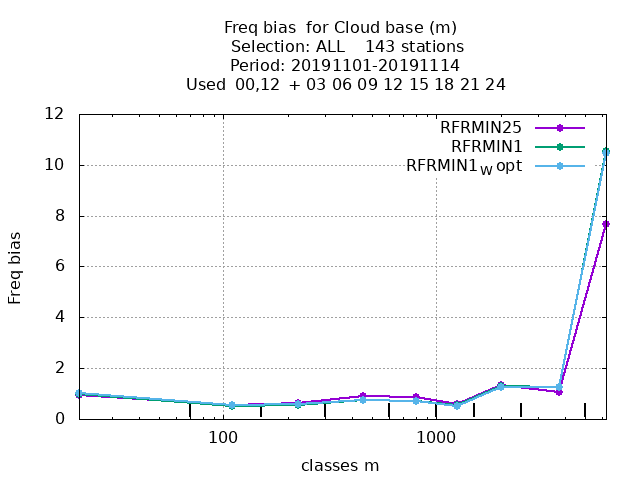 Freq bias  for Cloud base (m)
Selection: ALL    143 stations
Period: 20191101-20191114
Used  00,12  + 03 06 09 12 15 18 21 24
12
10
8
6
4
2
0
Freq bias
RFRMIN25
RFRMIN1
RFRMIN1W opt
100
1000
classes m